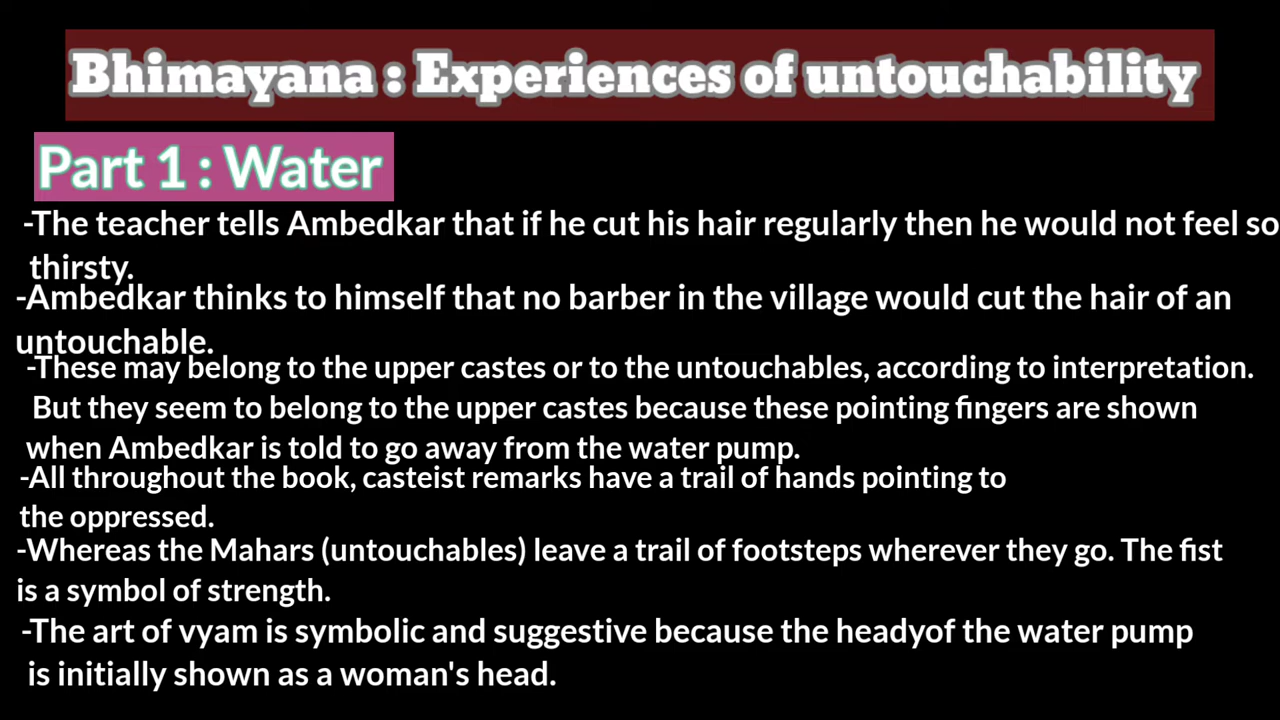 Bhimayana : Experiences of untouchability
Part 1 : Water
-The teacher tells Ambedkar that if he cut his hair regularly then he would not feel so
thirsty.
-Ambedkar thinks to himself that no barber in the village would cut the hair of an
untouchable.
-These may belong to the upper castes or to the untouchables, according to interpretation.
But they seem to belong to the upper castes because these pointing fingers are shown
when Ambedkar is told to go away from the water pump.
-All throughout the book, casteist remarks have a trail of hands pointing to
the oppressed.
-Whereas the Mahars (untouchables) leave a trail of footsteps wherever they go. The fist
is a symbol of strength.
-The art of vyam is symbolic and suggestive because the headyof the water pump
is initially shown as a woman's head.